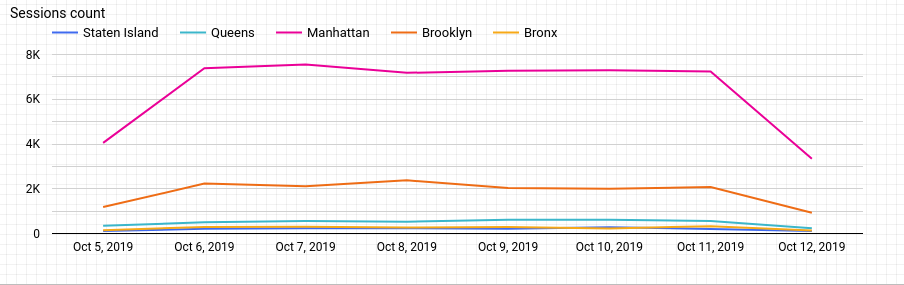 Sessions count
Staten Island Queens Manhattan Brooklyn Bronx
8K
6K
4K
2K
0
Oct 5, 2019 Oct 6, 2019 Oct 7, 2019 Oct 8, 2019 Oct 9, 2019 Oct 10, 2019 Oct 11, 2019 Oct 12, 2019